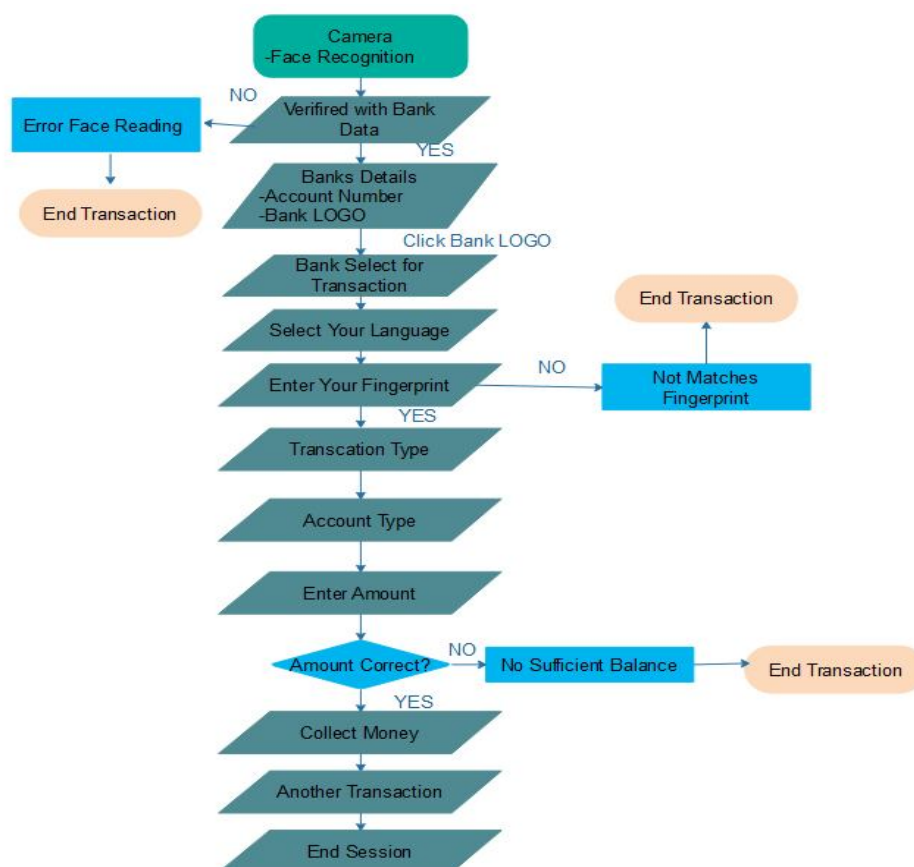 Camera
-Face Recognition
NO
Verifired with Bank
Data
Error Face Reading
YES
End Transaction
Banks Details
-Account Number
-Bank LOGO
Click Bank LOGO
Bank Select for
Transaction
End Transaction
Select Your Language
Enter Your Fingerprint
NO
Not Matches
Fingerprint
YES
Transcation Type
Account Type
Enter Amount
Amount Correct?
NO
No Sufficient Balance
End Transaction
YES
Collect Money
Another Transaction
End Session